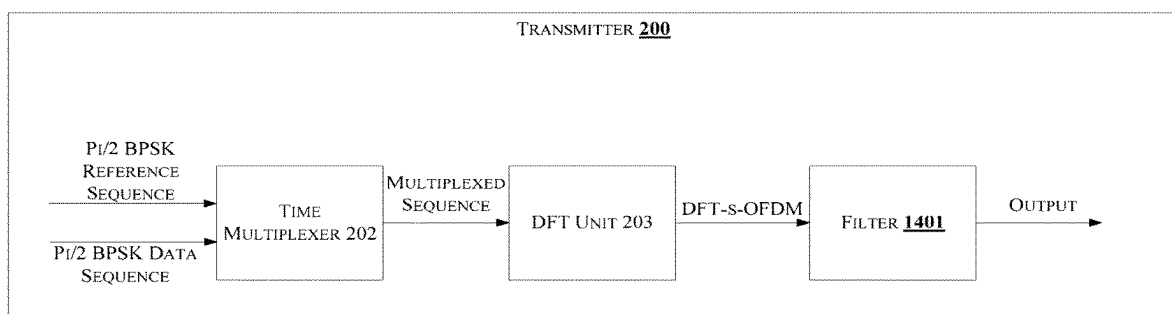 TRANSMITTER 200
PI/2 BPSK
REFERENCE
SEQUENCE
PI/2 BPSK DATA
SEQUENCE
TIME
MULTIPLEXER 202
MULTIPLEXED
SEQUENCE
DFT UNIT 203
DFT-S-OFDM
FILTER 1401
OUTPUT